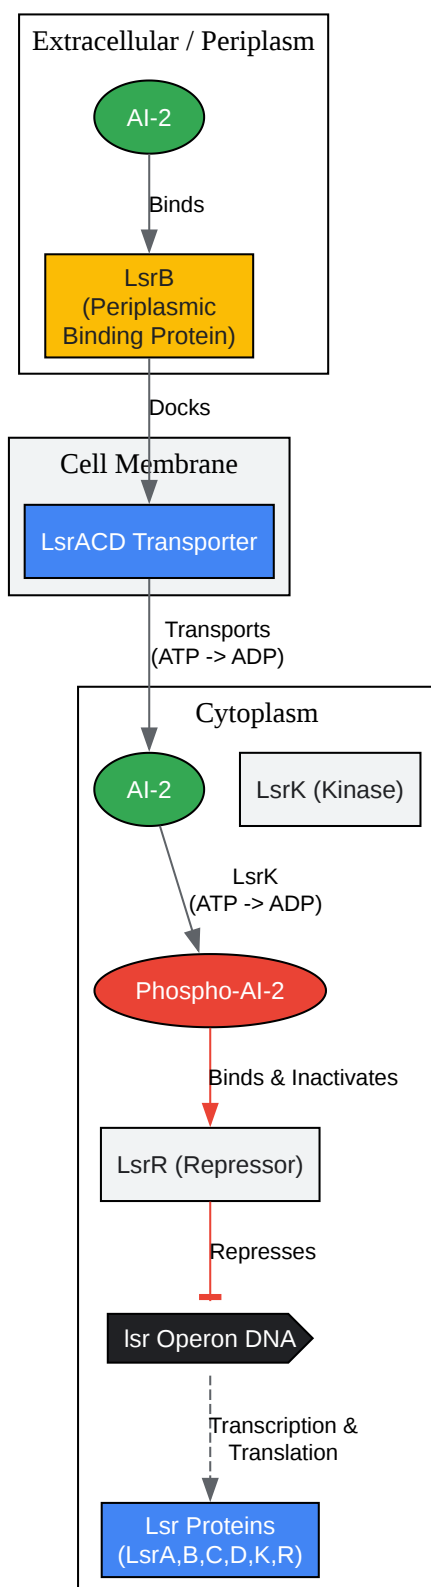 Extracellular / Periplasm
AI-2
Binds
LsrB
(Periplasmic
Binding Protein)
Docks
Cell Membrane
LsrACD Transporter
Transports
(ATP -> ADP)
Cytoplasm
AI-2
LsrK (Kinase)
LsrK
(ATP -> ADP)
Phospho-AI-2
Binds & Inactivates
LsrR (Repressor)
Represses
lsr Operon DNA
Transcription &
Translation
Lsr Proteins
(LsrA,B,C,D,K,R)